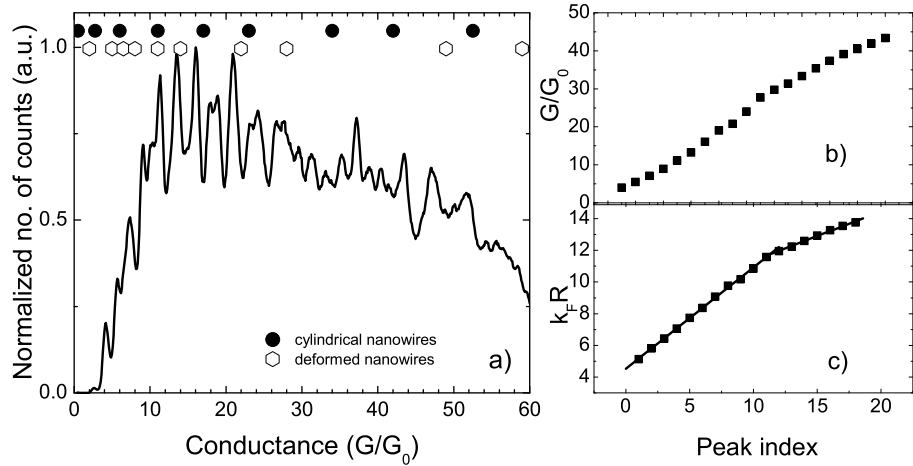 Normalized no. of counts (a.u.)
1.0
0.5
0.0
cylindrical nanowires
deformed nanowires
a)
0 10 20 30 40 50 60
Conductance (G/G₀)
G/G₀
50
40
30
20
10
0
b)
k_FR
14
12
10
8
6
4
c)
0 5 10 15 20
Peak index